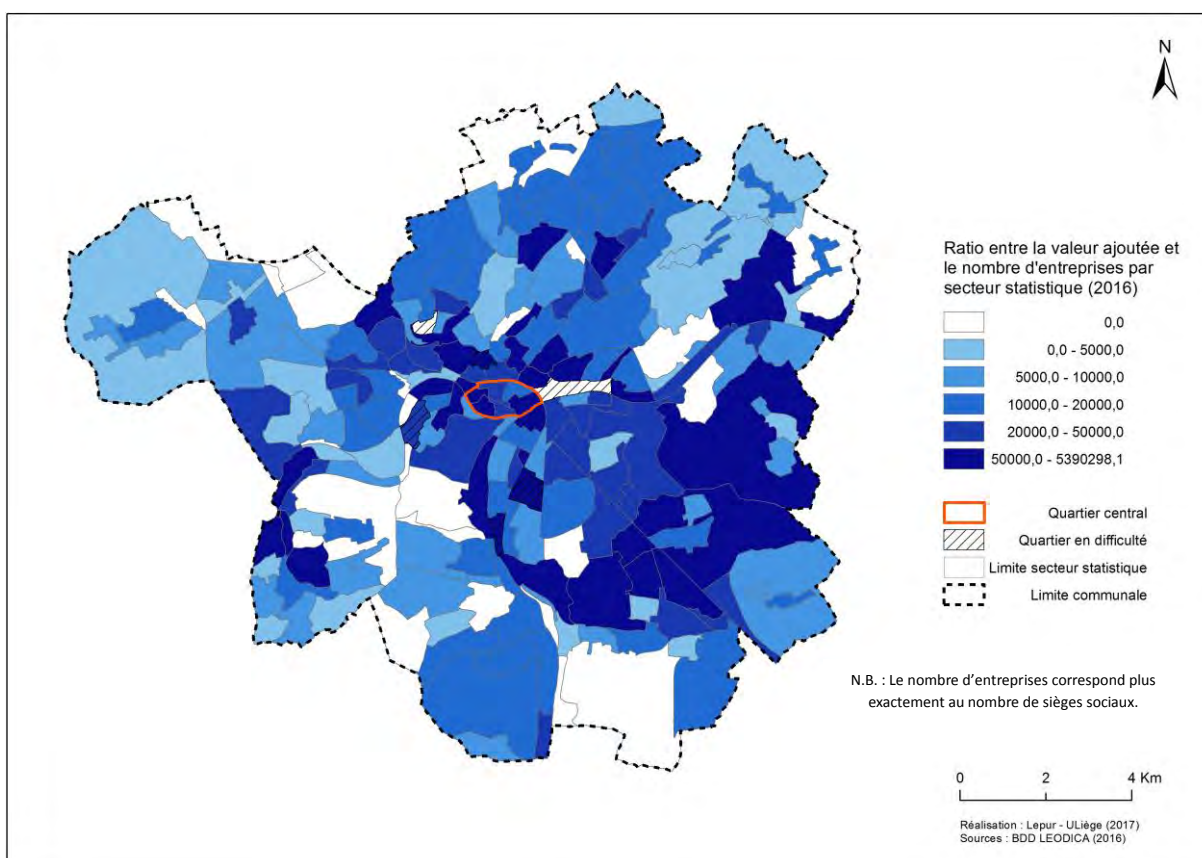 N
Ratio entre la valeur ajoutée et
le nombre d'entreprises par
secteur statistique (2016)
0,0
0,0 - 5000,0
5000,0 - 10000,0
10000,0 - 20000,0
20000,0 - 50000,0
50000,0 - 5390298,1
Quartier central
Quartier en difficulté
Limite secteur statistique
Limite communale
N.B. : Le nombre d’entreprises correspond plus
exactement au nombre de sièges sociaux.
0 2 4 Km
Réalisation : Lepur - ULiège (2017)
Sources : BDD LEODICA (2016)